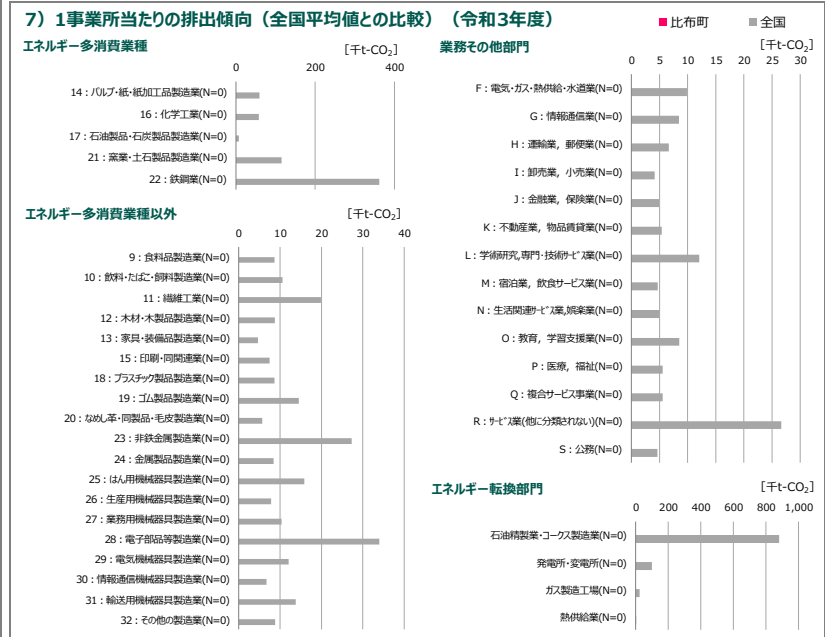 7）1事業所当たりの排出傾向（全国平均値との比較）（令和3年度）
■比布町 ■全国
エネルギー多消費業種
[千t-CO₂]
0 200 400
14：パルプ・紙・紙加工品製造業(N=0)
16：化学工業(N=0)
17：石油製品・石炭製品製造業(N=0)
21：窯業・土石製品製造業(N=0)
22：鉄鋼業(N=0)
エネルギー多消費業種以外
[千t-CO₂]
0 10 20 30 40
9：食料品製造業(N=0)
10：飲料・たばこ・飼料製造業(N=0)
11：繊維工業(N=0)
12：木材・木製品製造業(N=0)
13：家具・装備品製造業(N=0)
15：印刷・同関連業(N=0)
18：プラスチック製品製造業(N=0)
19：ゴム製品製造業(N=0)
20：なめし革・同製品・毛皮製造業(N=0)
23：非鉄金属製造業(N=0)
24：金属製品製造業(N=0)
25：はん用機械器具製造業(N=0)
26：生産用機械器具製造業(N=0)
27：業務用機械器具製造業(N=0)
28：電子部品等製造業(N=0)
29：電気機械器具製造業(N=0)
30：情報通信機械器具製造業(N=0)
31：輸送用機械器具製造業(N=0)
32：その他の製造業(N=0)
業務その他部門
[千t-CO₂]
0 5 10 15 20 25 30
F：電気・ガス・熱供給・水道業(N=0)
G：情報通信業(N=0)
H：運輸業，郵便業(N=0)
I：卸売業，小売業(N=0)
J：金融業，保険業(N=0)
K：不動産業，物品賃貸業(N=0)
L：学術研究,専門・技術ｻｰﾋﾞｽ業(N=0)
M：宿泊業，飲食サービス業(N=0)
N：生活関連ｻｰﾋﾞｽ業,娯楽業(N=0)
O：教育，学習支援業(N=0)
P：医療，福祉(N=0)
Q：複合サービス事業(N=0)
R：ｻｰﾋﾞｽ業(他に分類されない)(N=0)
S：公務(N=0)
エネルギー転換部門
[千t-CO₂]
0 200 400 600 800 1,000
石油精製業・コークス製造業(N=0)
発電所・変電所(N=0)
ガス製造工場(N=0)
熱供給業(N=0)